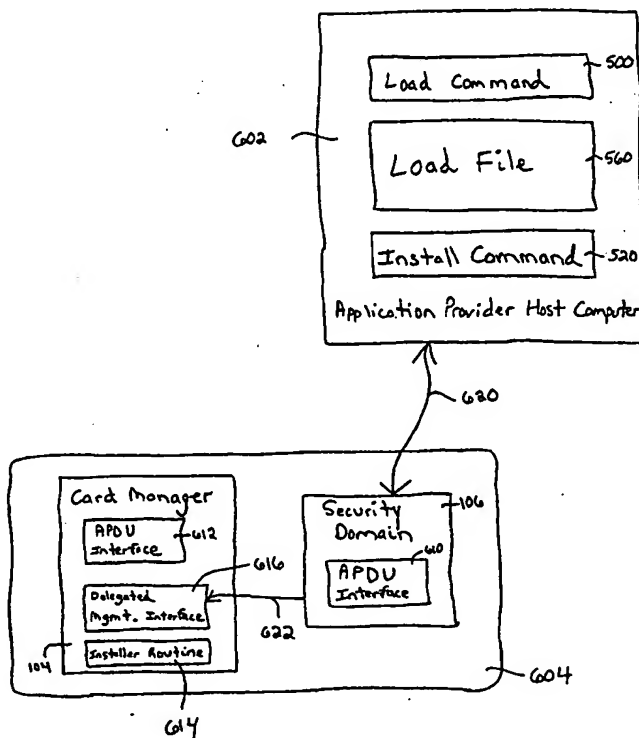 Load Command
500
602
Load File
560
Install Command
520
Application Provider Host Computer
620
Card Manager
APDU
Interface
612
Delegated
Mgmt. Interface
616
Installer Routine
104
614
622
Security
Domain
106
APDU
Interface
610
604